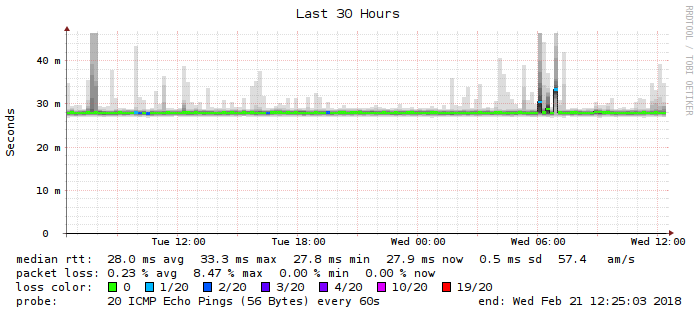 Last 30 Hours
RRDTOOL / TOBI OETIKER
Seconds
40 m
30 m
20 m
10 m
0
Tue 12:00 Tue 18:00 Wed 00:00 Wed 06:00 Wed 12:00
median rtt: 28.0 ms avg 33.3 ms max 27.8 ms min 27.9 ms now 0.5 ms sd 57.4 am/s
packet loss: 0.23 % avg 8.47 % max 0.00 % min 0.00 % now
loss color: 0 1/20 2/20 3/20 4/20 10/20 19/20
probe: 20 ICMP Echo Pings (56 Bytes) every 60s end: Wed Feb 21 12:25:03 2018